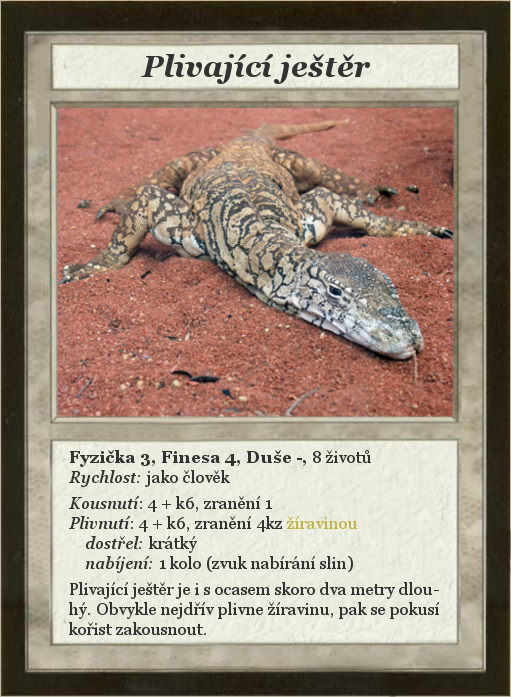 Plivající ještěr
Fyzička 3, Finesa 4, Duše -, 8 životů
Rychlost: jako člověk
Kousnutí: 4 + k6, zranění 1
Plivnutí: 4 + k6, zranění 4kz žíravinou
dostřel: krátký
nabíjení: 1 kolo (zvuk nabírání slin)
Plivající ještěr je i s ocasem skoro dva metry dlou-
hý. Obvykle nejdřív plivne žíravinu, pak se pokusí
kořist zakousnout.